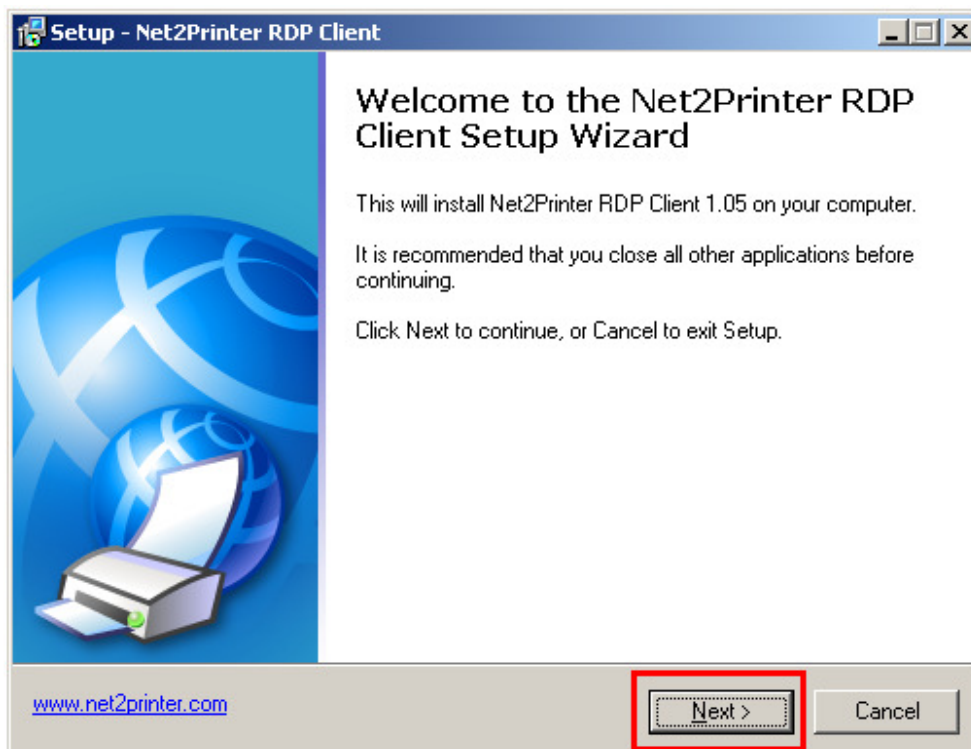 Setup - Net2Printer RDP Client
Welcome to the Net2Printer RDP
Client Setup Wizard
This will install Net2Printer RDP Client 1.05 on your computer.
It is recommended that you close all other applications before
continuing.
Click Next to continue, or Cancel to exit Setup.
www.net2printer.com
Next >
Cancel